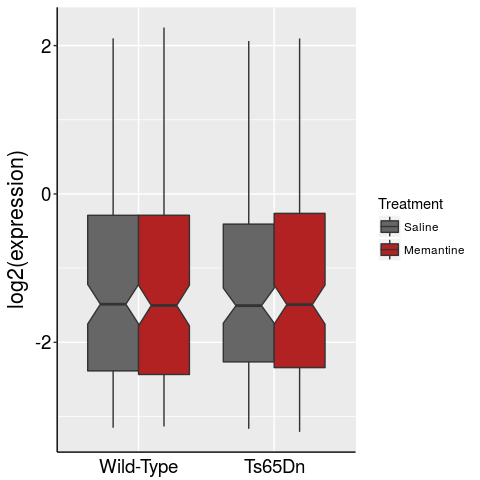 log2(expression)
2
0
-2
Wild-Type Ts65Dn
Treatment
Saline
Memantine